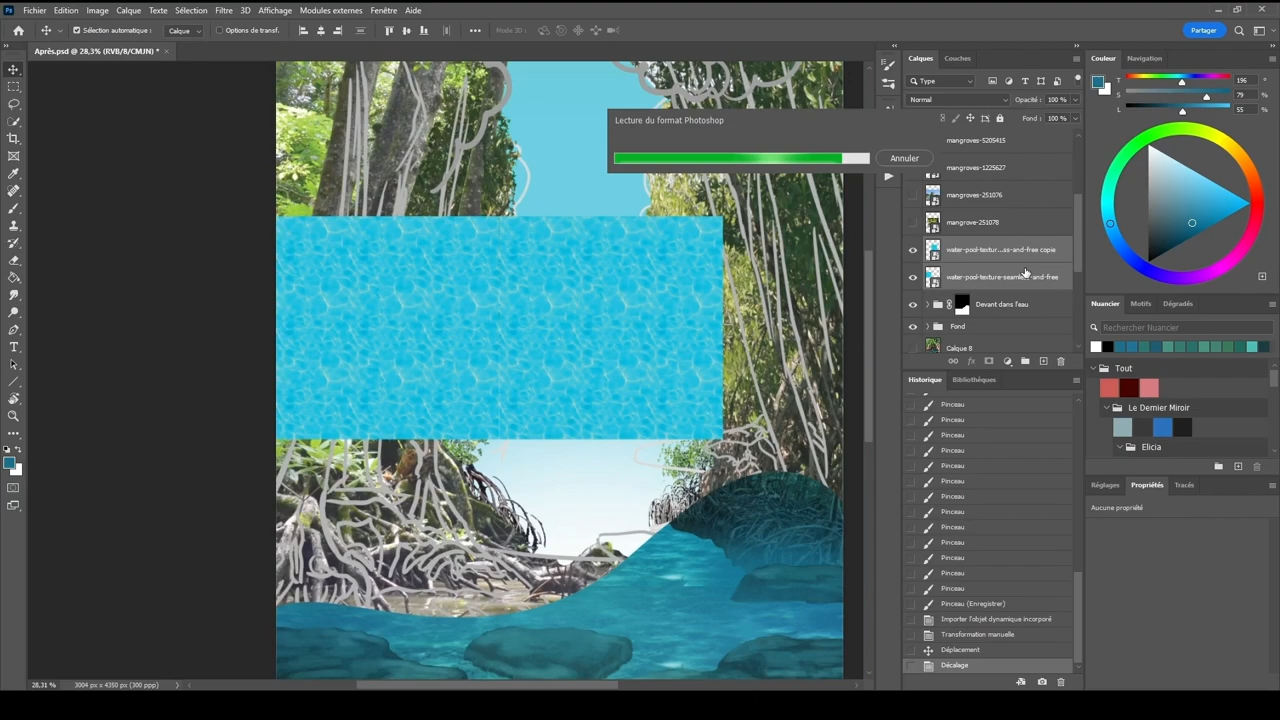 Ps Fichier Edition Image Calque Texte Sélection Filtre 3D Affichage Modules externes Fenêtre Aide
Sélection automatique : Calque Options de transf. Mode 3D : Partager
Après.psd @ 28,3% (RVB/8/CMJN) * ×
Calques Couches
Type
Normal Opacité : 100 %
Fond : 100 %
Lecture du format Photoshop
Annuler
mangroves-5205415
mangroves-1225627
mangroves-251076
mangrove-251078
water-pool-textur...ss-and-free copie
water-pool-texture-seamless-and-free
Devant dans l'eau
Fond
Calque 8
fx
Historique Bibliothèques
Pinceau
Pinceau
Pinceau
Pinceau
Pinceau
Pinceau
Pinceau
Pinceau
Pinceau
Pinceau
Pinceau
Pinceau
Pinceau
Pinceau (Enregistrer)
Importer l'objet dynamique incorporé
Transformation manuelle
Déplacement
Décalage
Couleur Navigation
T 196 °
S 79 %
L 55 %
Nuancier Motifs Dégradés
Rechercher Nuancier
Tout
Le Dernier Miroir
Elicia
Réglages Propriétés Tracés
Aucune propriété
28,31 % 3004 px x 4350 px (300 ppp)